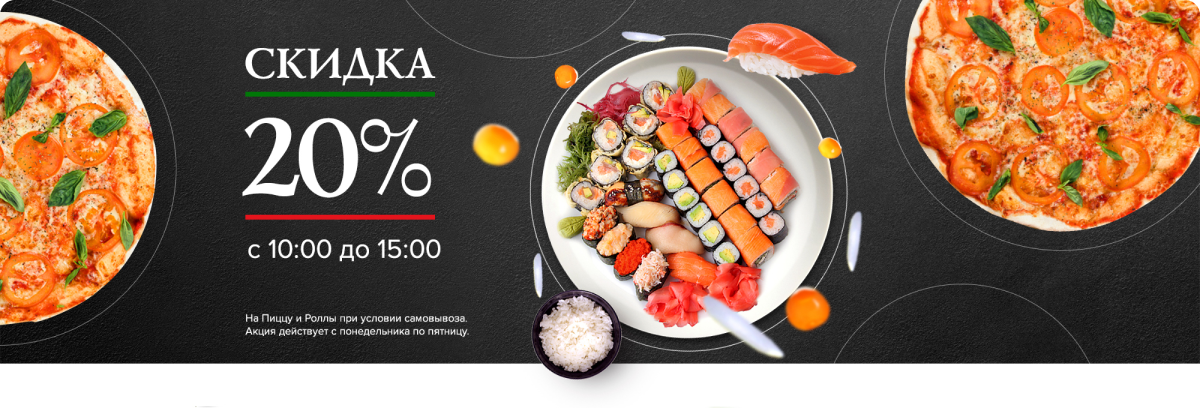 СКИДКА
20%
с 10:00 до 15:00
На Пиццу и Роллы при условии самовывоза.
Акция действует с понедельника по пятницу.